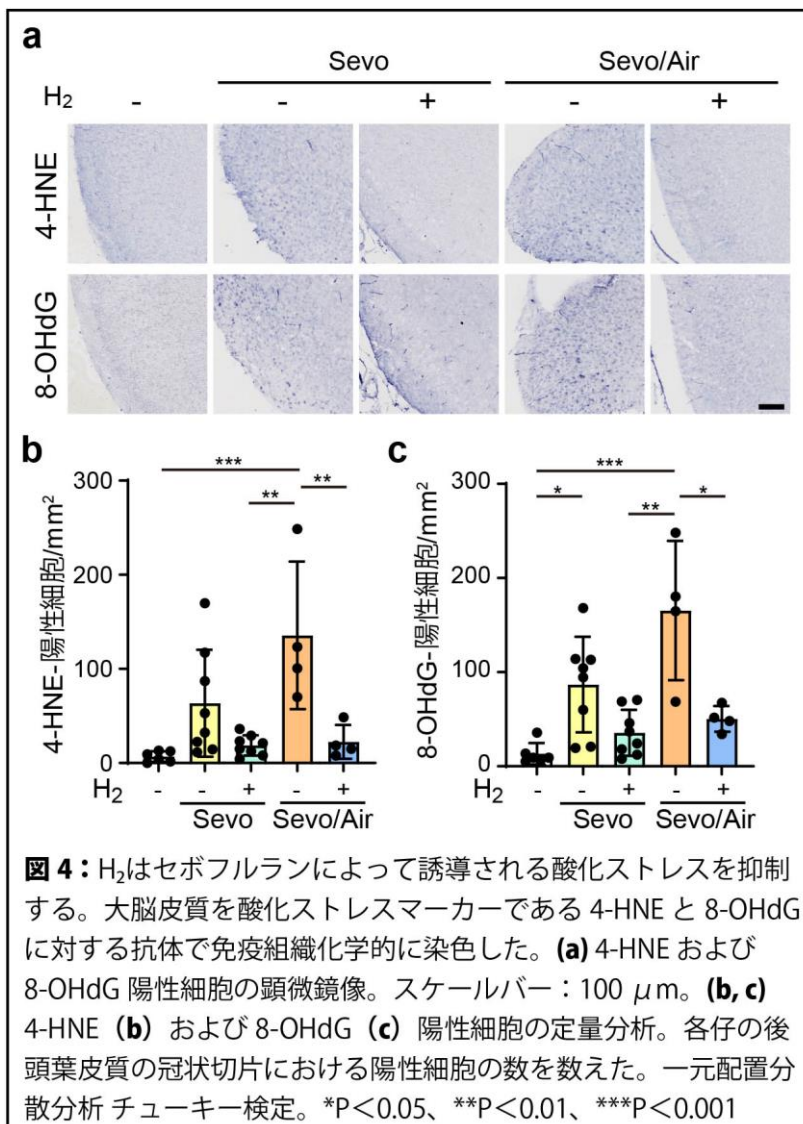 a
Sevo Sevo/Air
H₂ - - + - +
4-HNE
8-OHdG
b
4-HNE-陽性細胞/mm²
300
200
100
0
*** ** **
H₂ - - + - +
Sevo Sevo/Air
c
8-OHdG-陽性細胞/mm²
300
200
100
0
*** * ** *
H₂ - - + - +
Sevo Sevo/Air
図4:H₂はセボフルランによって誘導される酸化ストレスを抑制
する。大脳皮質を酸化ストレスマーカーである 4-HNE と 8-OHdG
に対する抗体で免疫組織化学的に染色した。(a) 4-HNE および
8-OHdG 陽性細胞の顕微鏡像。スケールバー:100 μm。(b, c)
4-HNE(b)および 8-OHdG(c)陽性細胞の定量分析。各仔の後
頭葉皮質の冠状切片における陽性細胞の数を数えた。一元配置分
散分析 チューキー検定。*P<0.05、**P<0.01、***P<0.001